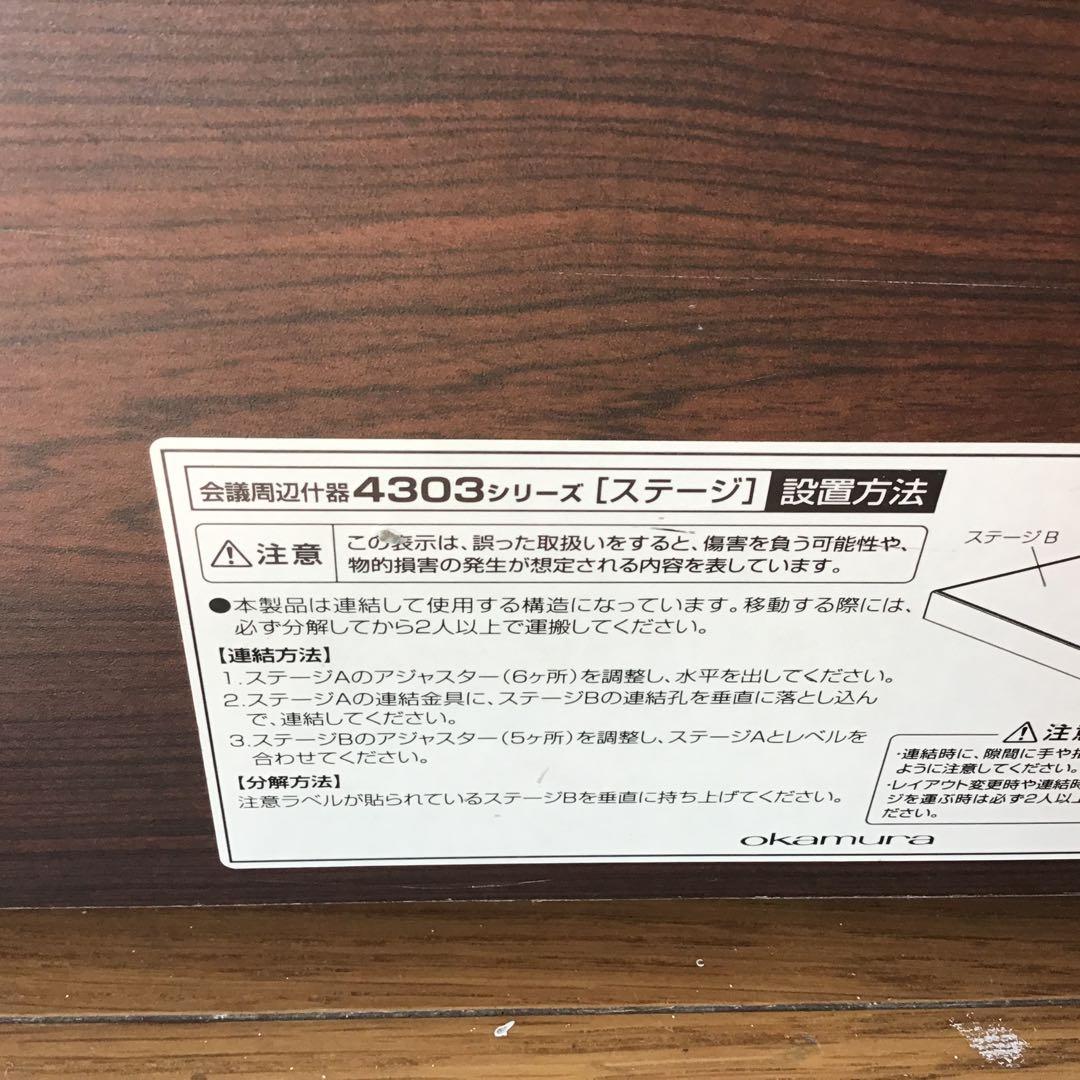 会議周辺什器4303シリーズ [ステージ] 設置方法
注意
この表示は、誤った取扱いをすると、傷害を負う可能性や、
物的損害の発生が想定される内容を表しています。
●本製品は連結して使用する構造になっています。移動する際には、
必ず分解してから2人以上で運搬してください。
【連結方法】
1.ステージAのアジャスター(6ヶ所)を調整し、水平を出してください。
2.ステージAの連結金具に、ステージBの連結孔を垂直に落とし込ん
で、連結してください。
3.ステージBのアジャスター(5ヶ所)を調整し、ステージAとレベルを
合わせてください。
【分解方法】
注意ラベルが貼られているステージBを垂直に持ち上げてください。
ステージB
注意
・連結時に、隙間に手や指
ように注意してください。
・レイアウト変更時や連結時
ジを運ぶ時は必ず2人以上
ださい。
okamura